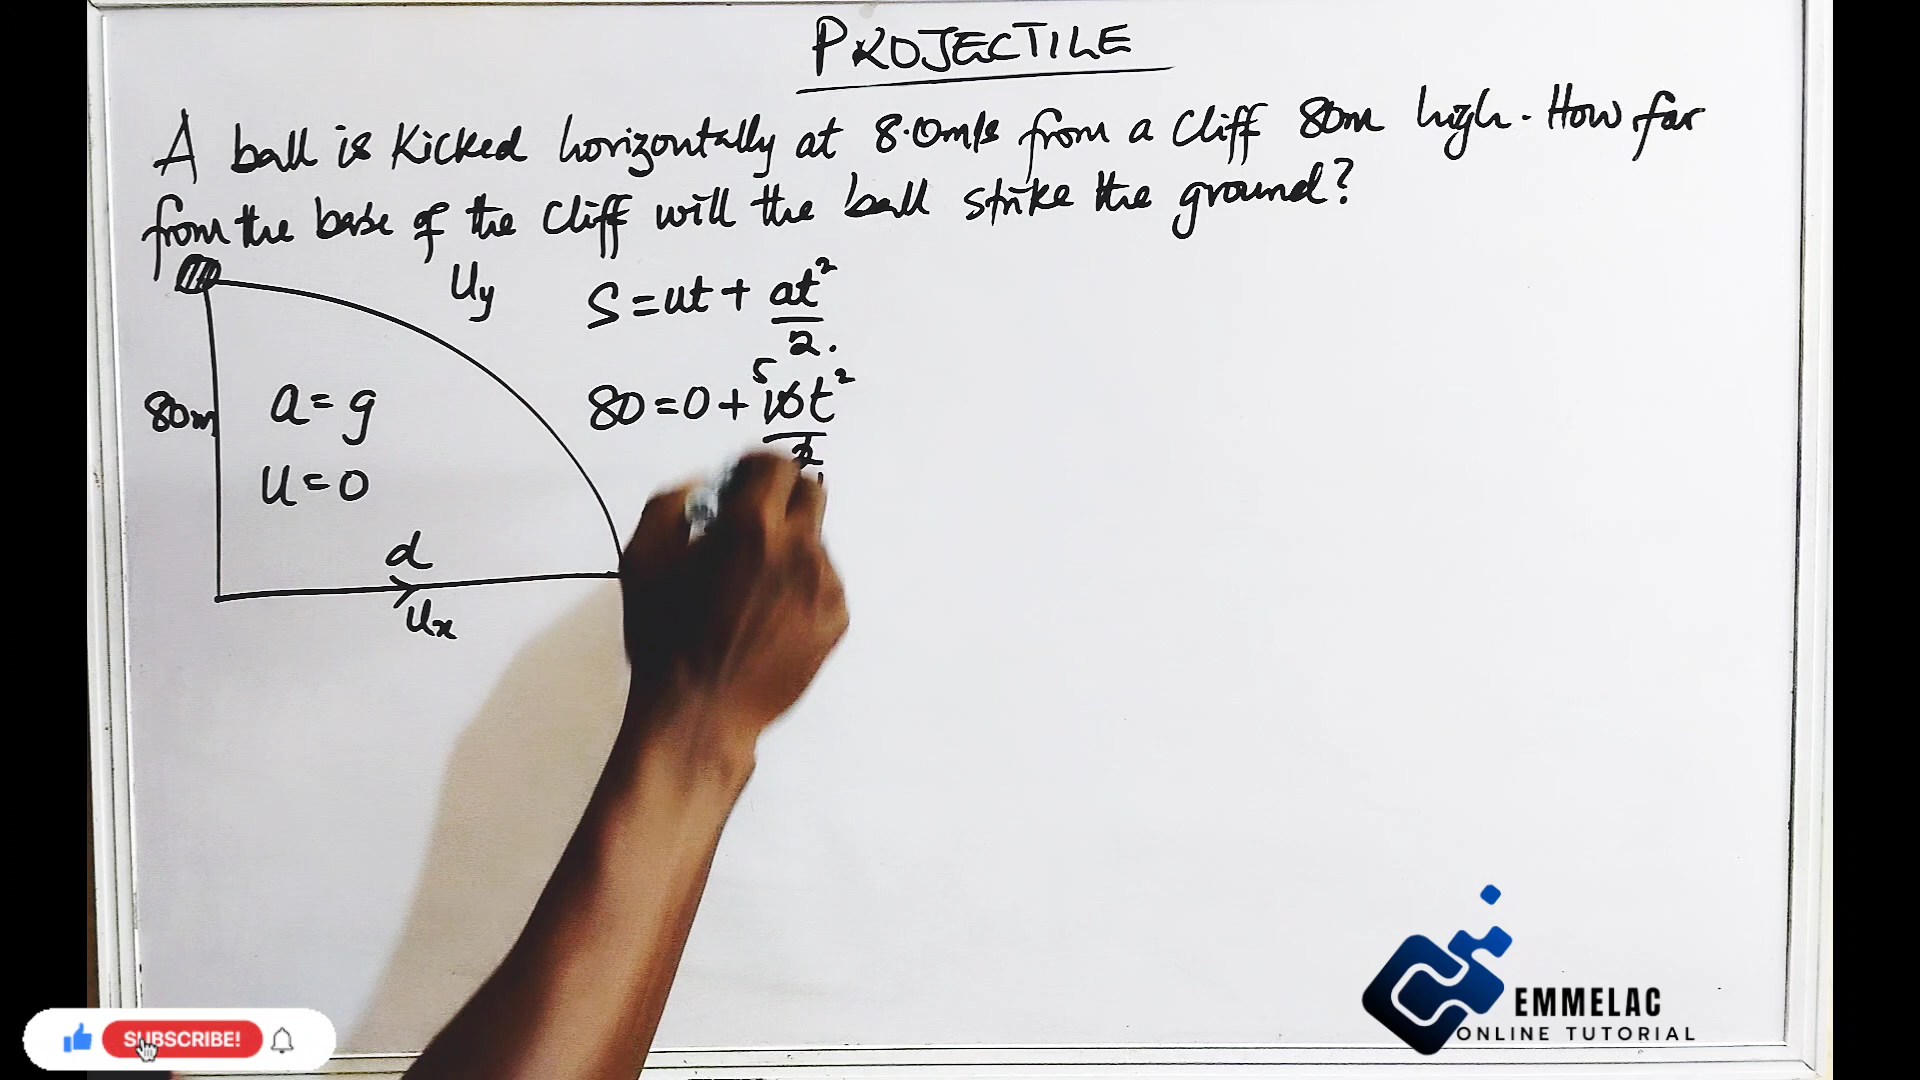 PROJECTILE
A ball is kicked horizontally at 8.0m/s from a cliff 80m high. How far
from the base of the cliff will the ball strike the ground?
Uy
S = ut + at²/2.
80m
a = g
80 = 0 + 10t²/2
5
1
u = 0
d
Ux
EMMELAC
ONLINE TUTORIAL
SUBSCRIBE!